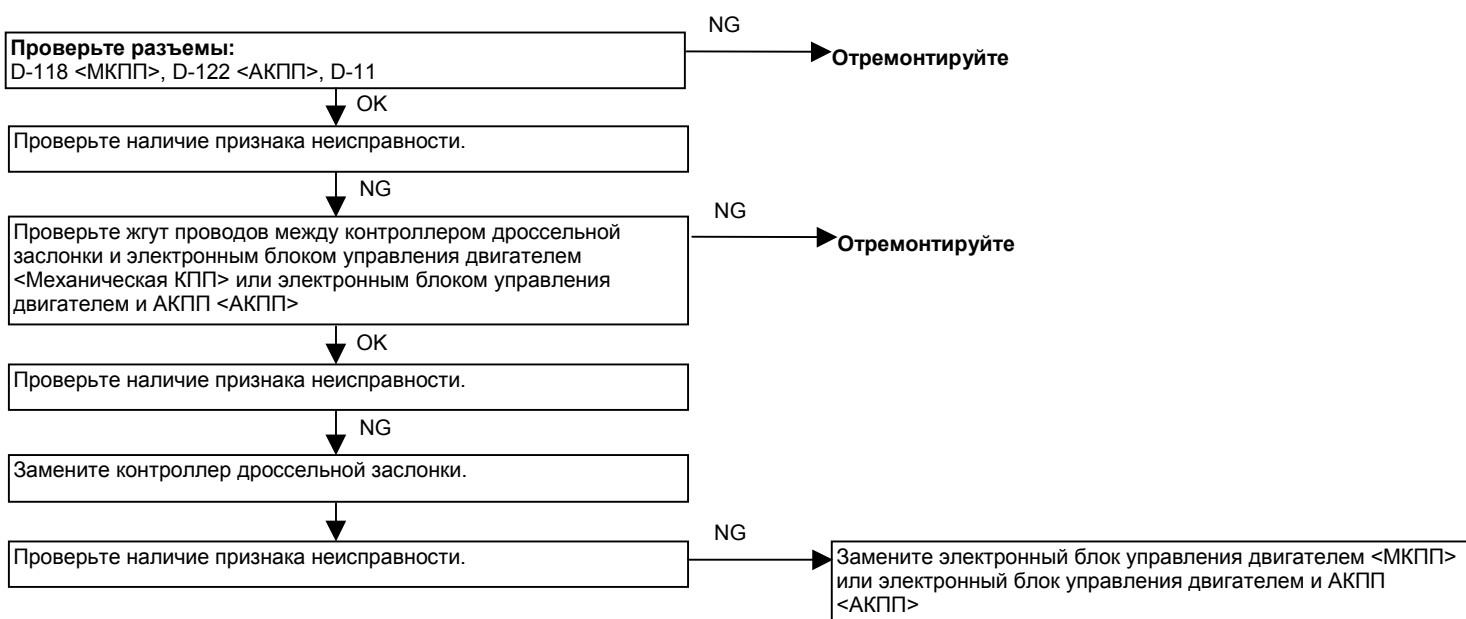 NG
Проверьте разъемы:
D-118 <МКПП>, D-122 <АКПП>, D-11
Отремонтируйте
OK
Проверьте наличие признака неисправности.
NG
NG
Проверьте жгут проводов между контроллером дроссельной
заслонки и электронным блоком управления двигателем
<Механическая КПП> или электронным блоком управления
двигателем и АКПП <АКПП>
Отремонтируйте
OK
Проверьте наличие признака неисправности.
NG
Замените контроллер дроссельной заслонки.
NG
Проверьте наличие признака неисправности.
Замените электронный блок управления двигателем <МКПП>
или электронный блок управления двигателем и АКПП
<АКПП>